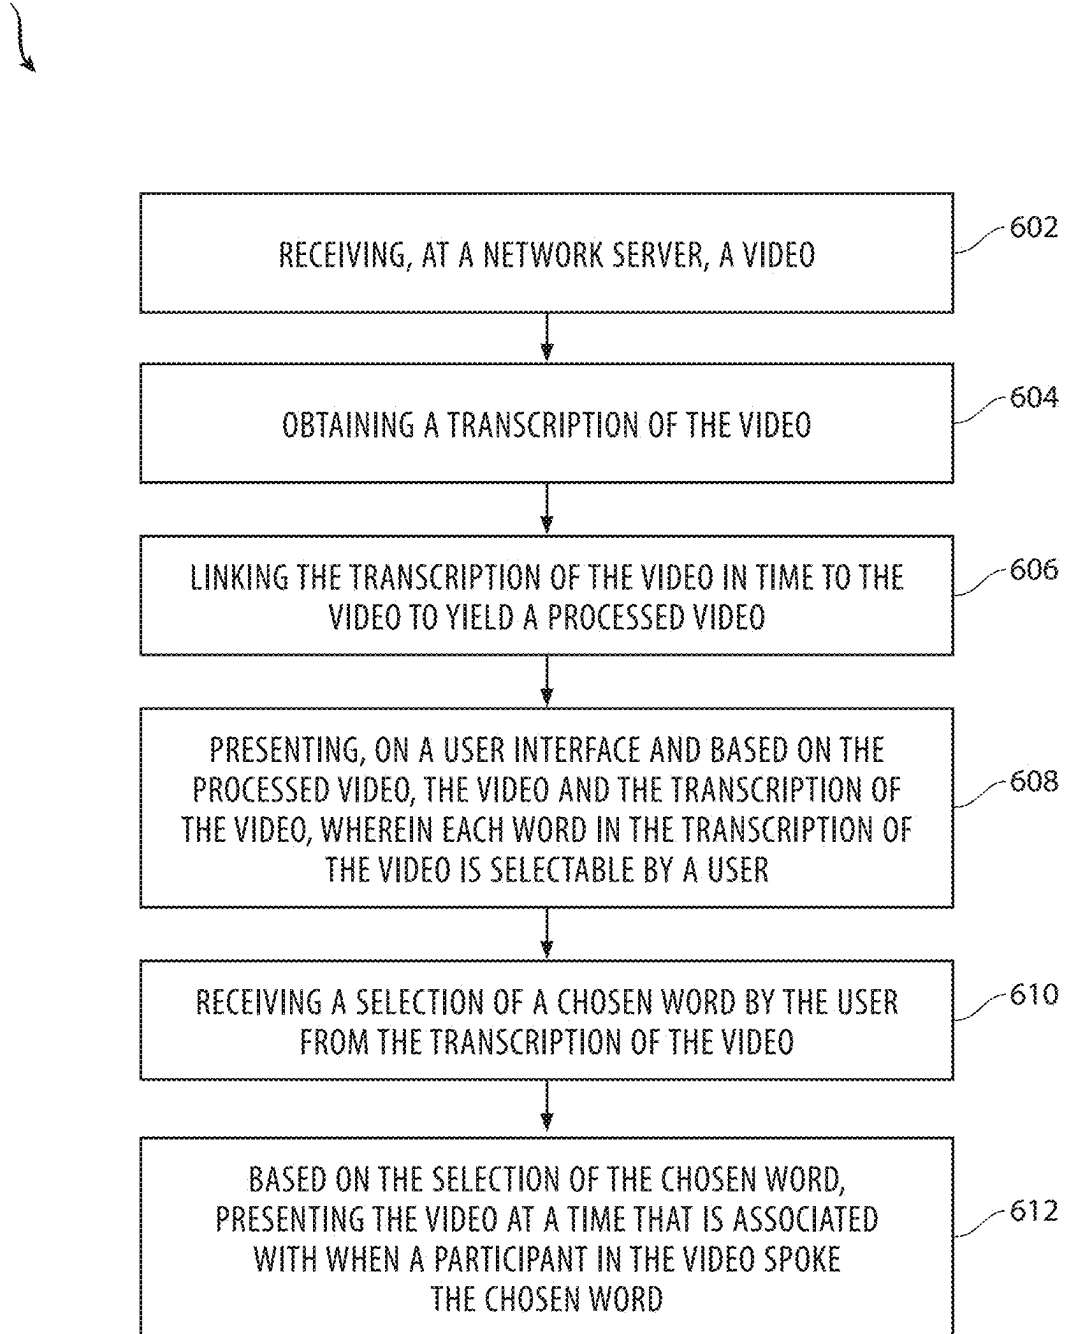 RECEIVING, AT A NETWORK SERVER, A VIDEO
602
OBTAINING A TRANSCRIPTION OF THE VIDEO
604
LINKING THE TRANSCRIPTION OF THE VIDEO IN TIME TO THE
VIDEO TO YIELD A PROCESSED VIDEO
606
PRESENTING, ON A USER INTERFACE AND BASED ON THE
PROCESSED VIDEO, THE VIDEO AND THE TRANSCRIPTION OF
THE VIDEO, WHEREIN EACH WORD IN THE TRANSCRIPTION OF
THE VIDEO IS SELECTABLE BY A USER
608
RECEIVING A SELECTION OF A CHOSEN WORD BY THE USER
FROM THE TRANSCRIPTION OF THE VIDEO
610
BASED ON THE SELECTION OF THE CHOSEN WORD,
PRESENTING THE VIDEO AT A TIME THAT IS ASSOCIATED
WITH WHEN A PARTICIPANT IN THE VIDEO SPOKE
THE CHOSEN WORD
612